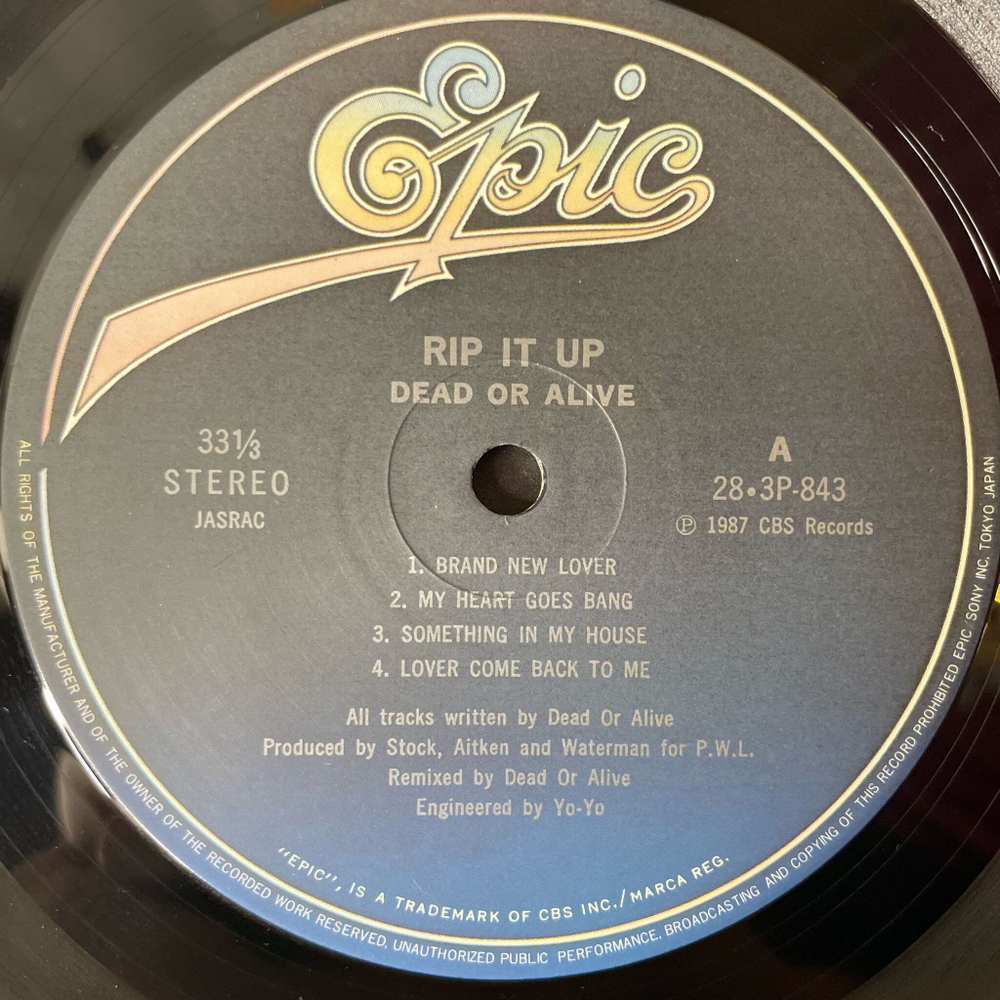 Epic
RIP IT UP
DEAD OR ALIVE
33⅓
STEREO
JASRAC
A
28•3P-843
Ⓟ 1987 CBS Records
1. BRAND NEW LOVER
2. MY HEART GOES BANG
3. SOMETHING IN MY HOUSE
4. LOVER COME BACK TO ME
All tracks written by Dead Or Alive
Produced by Stock, Aitken and Waterman for P.W.L.
Remixed by Dead Or Alive
Engineered by Yo-Yo
"EPIC", IS A TRADEMARK OF CBS INC./MARCA REG.
ALL RIGHTS OF THE MANUFACTURER AND OF THE OWNER OF THE RECORDED WORK RESERVED. UNAUTHORIZED PUBLIC PERFORMANCE, BROADCASTING AND COPYING OF THIS RECORD PROHIBITED EPIC/SONY INC. TOKYO JAPAN